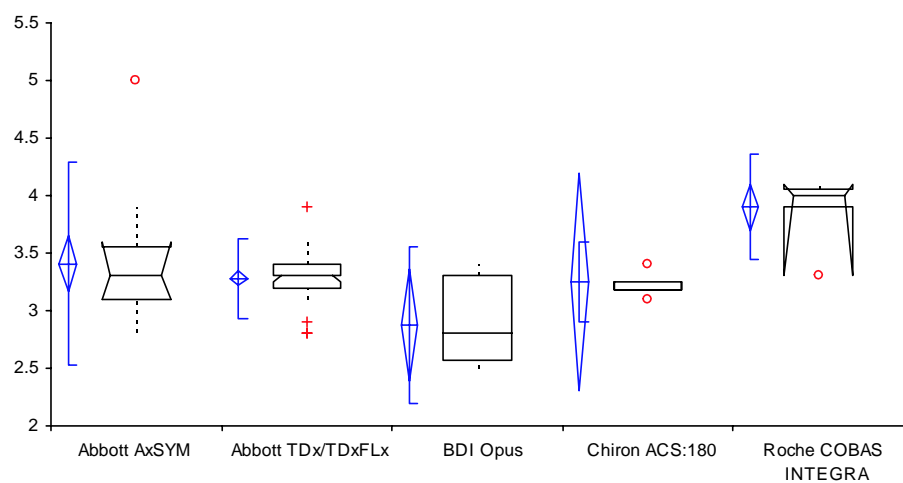 5.5
5
4.5
4
3.5
3
2.5
2
Abbott AxSYM
Abbott TDx/TDxFLx
BDI Opus
Chiron ACS:180
Roche COBAS
INTEGRA